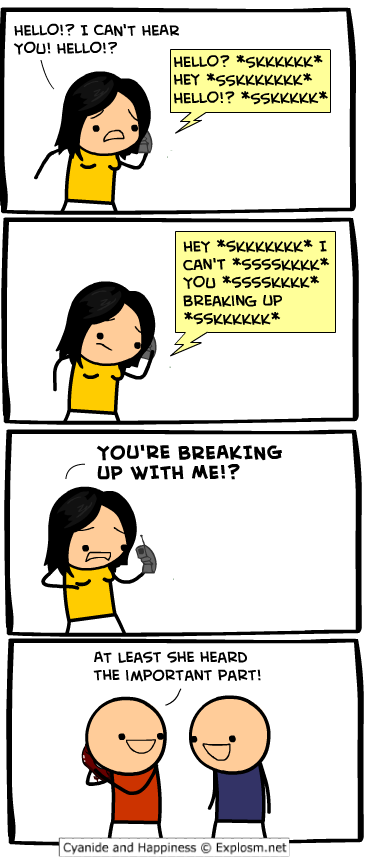 HELLO!? I CAN'T HEAR
YOU! HELLO!?
HELLO? *SKKKKKK*
HEY *SSKKKKKKK*
HELLO!? *SSKKKKK*
HEY *SKKKKKKK* I
CAN'T *SSSSKKKK*
YOU *SSSSKKKK*
BREAKING UP
*SSKKKKKK*
YOU'RE BREAKING
UP WITH ME!?
AT LEAST SHE HEARD
THE IMPORTANT PART!
Cyanide and Happiness © Explosm.net